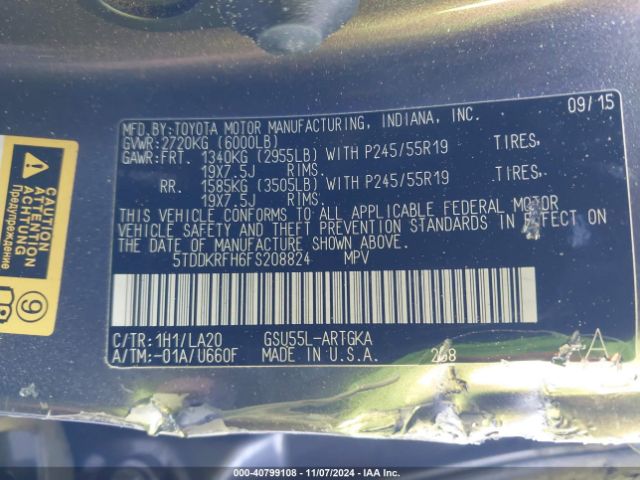 09/15
MFD.BY:TOYOTA MOTOR MANUFACTURING, INDIANA, INC.
GVWR:2720KG (6000LB)
GAWR:FRT. 1340KG (2955LB) WITH P245/55R19 TIRES,
19X7.5J RIMS.
RR. 1585KG (3505LB) WITH P245/55R19 TIRES,
19X7.5J RIMS.
THIS VEHICLE CONFORMS TO ALL APPLICABLE FEDERAL MOTOR
VEHICLE SAFETY AND THEFT PREVENTION STANDARDS IN EFFECT ON
THE DATE OF MANUFACTURE SHOWN ABOVE.
5TDDKRFH6FS208824 MPV
C/TR:1H1/LA20 GSU55L-ARTGKA
A/TM:-01A/U660F MADE IN U.S.A. 268
CAUTION
ATTENTION
ACHTUNG
Предупреждение
9
000-40799108 - 11/07/2024 - IAA Inc.